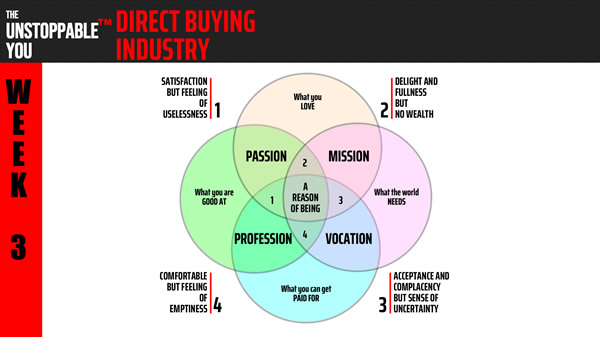 THE
UNSTOPPABLE™
YOU
DIRECT BUYING
INDUSTRY
WEEK 3
SATISFACTION
BUT FEELING
OF
USELESSNESS
1
DELIGHT AND
FULLNESS
BUT
NO WEALTH
2
What you
LOVE
PASSION
MISSION
2
What you are
GOOD AT
1
A
REASON
OF BEING
3
What the world
NEEDS
PROFESSION
4
VOCATION
What you can get
PAID FOR
COMFORTABLE
BUT FEELING
OF
EMPTINESS
4
ACCEPTANCE AND
COMPLACENCY
BUT SENSE OF
UNCERTAINTY
3